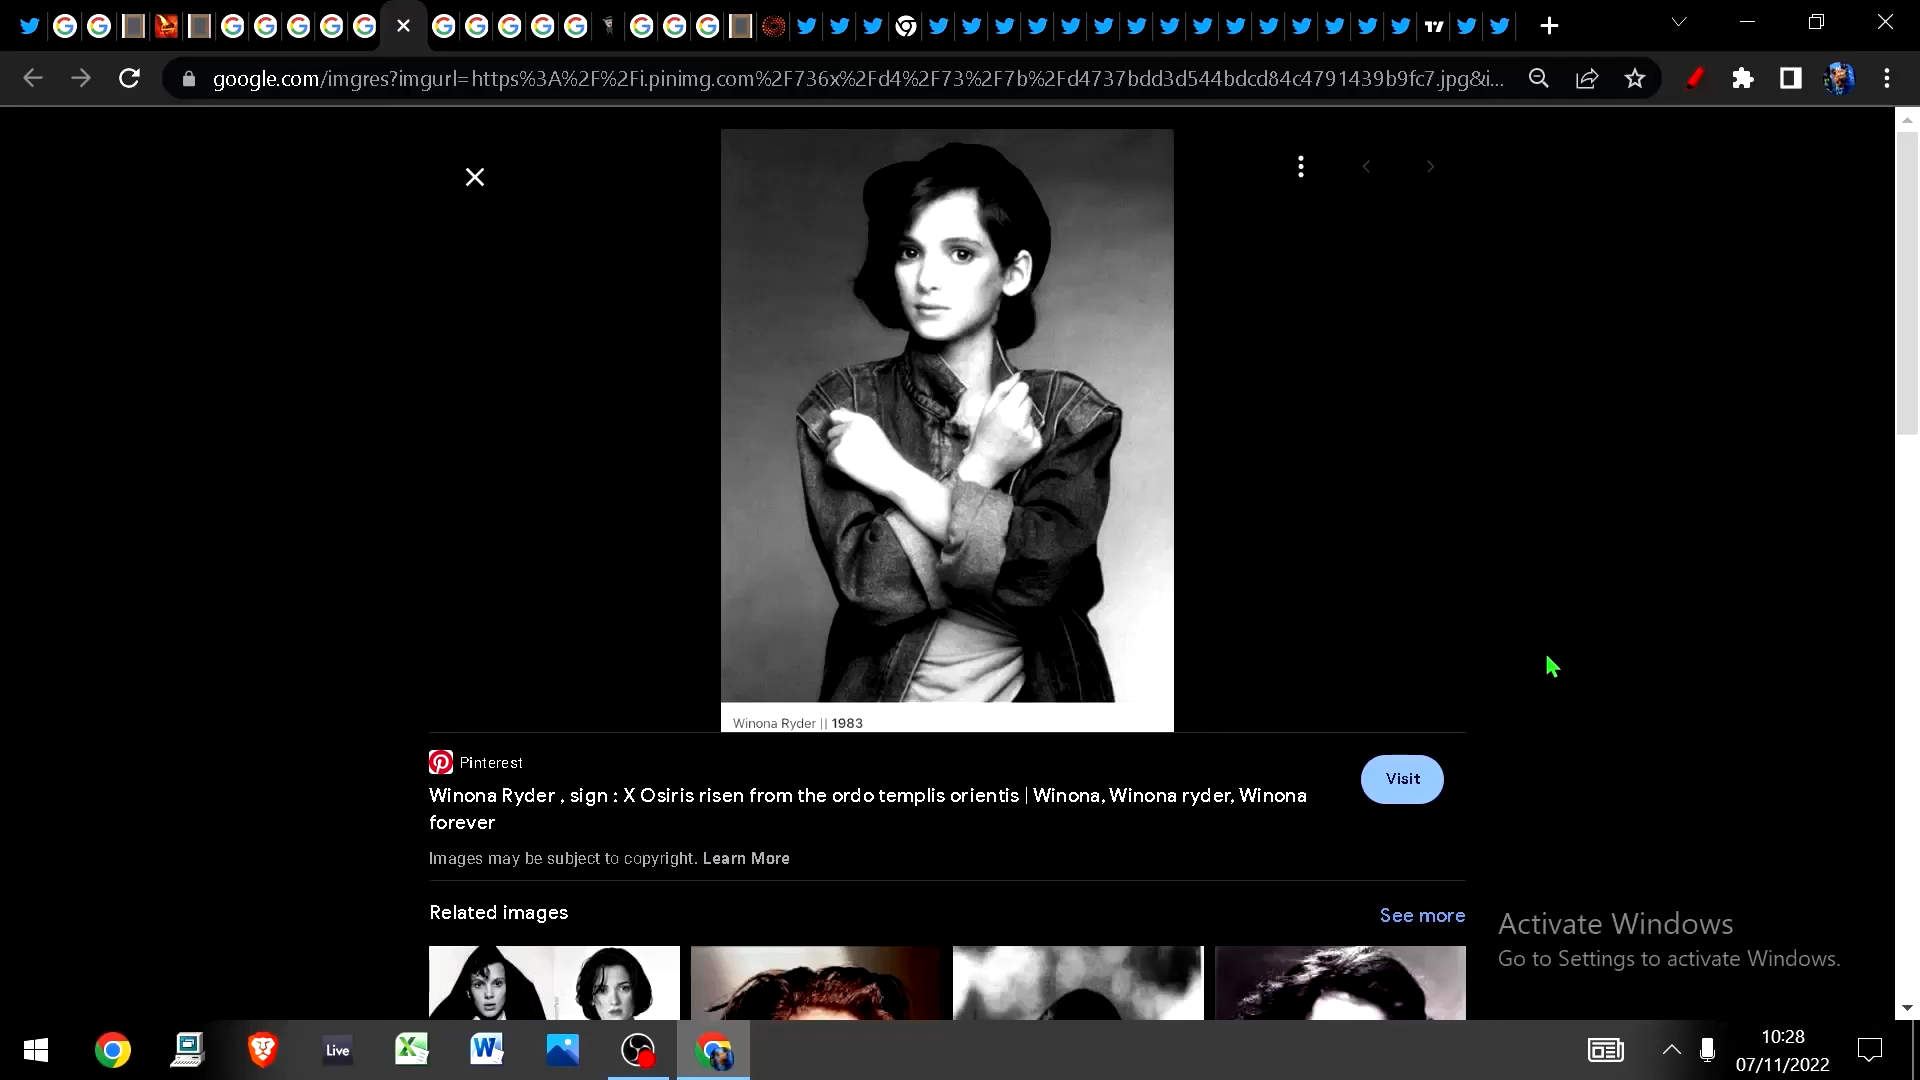 google.com/imgres?imgurl=https%3A%2F%2Fi.pinimg.com%2F736x%2Fd4%2F73%2F7b%2Fd4737bdd3d544bdcd84c4791439b9fc7.jpg&i...
Winona Ryder || 1983
Pinterest
Visit
Winona Ryder , sign : X Osiris risen from the ordo templis orientis | Winona, Winona ryder, Winona
forever
Images may be subject to copyright. Learn More
Related images
See more
Activate Windows
Go to Settings to activate Windows.
Live
10:28
07/11/2022